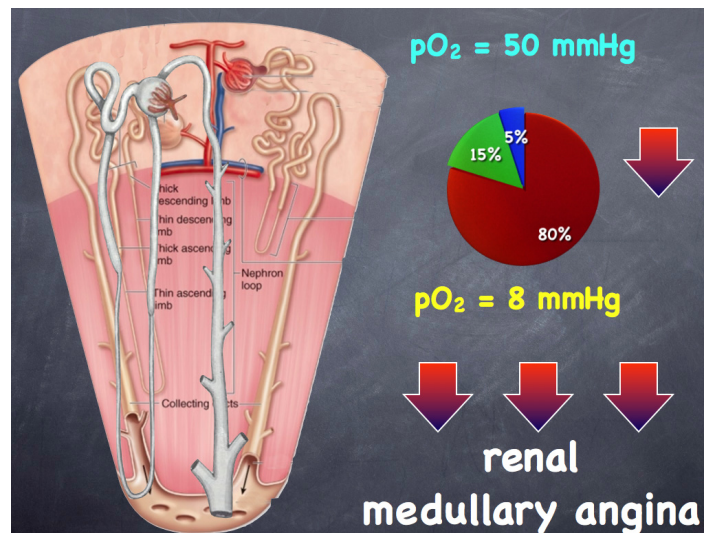 pO₂ = 50 mmHg
5%
15%
80%
pO₂ = 8 mmHg
renal
medullary angina
thick
descending limb
thin descending
limb
thick ascending
limb
Thin ascending
limb
Nephron
loop
Collecting ducts